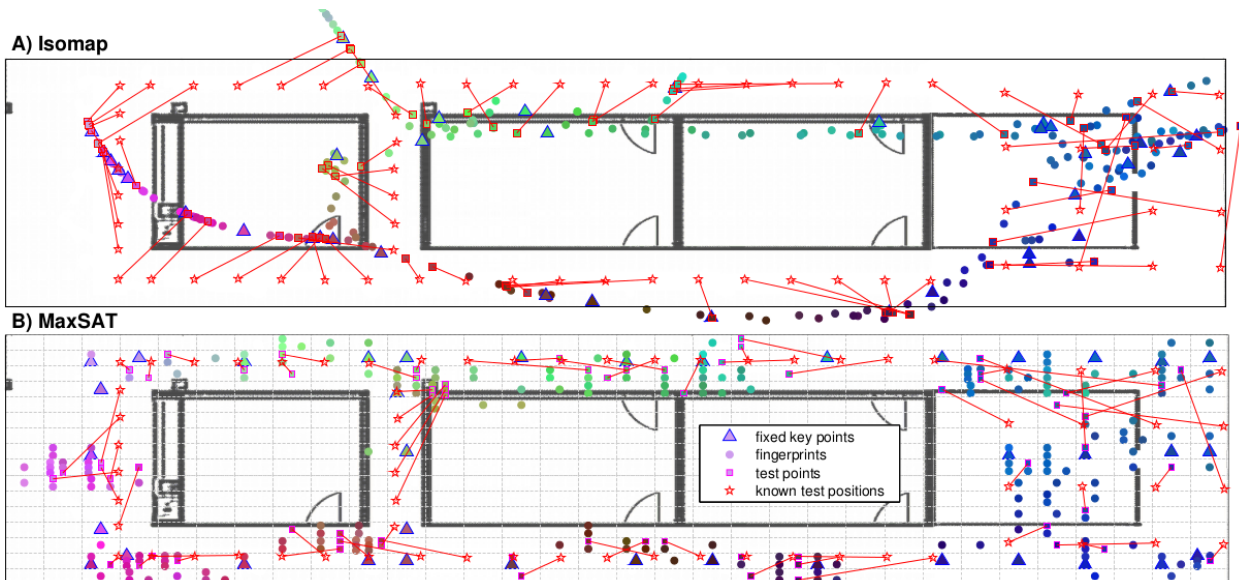 A) Isomap
B) MaxSAT
fixed key points
fingerprints
test points
known test positions